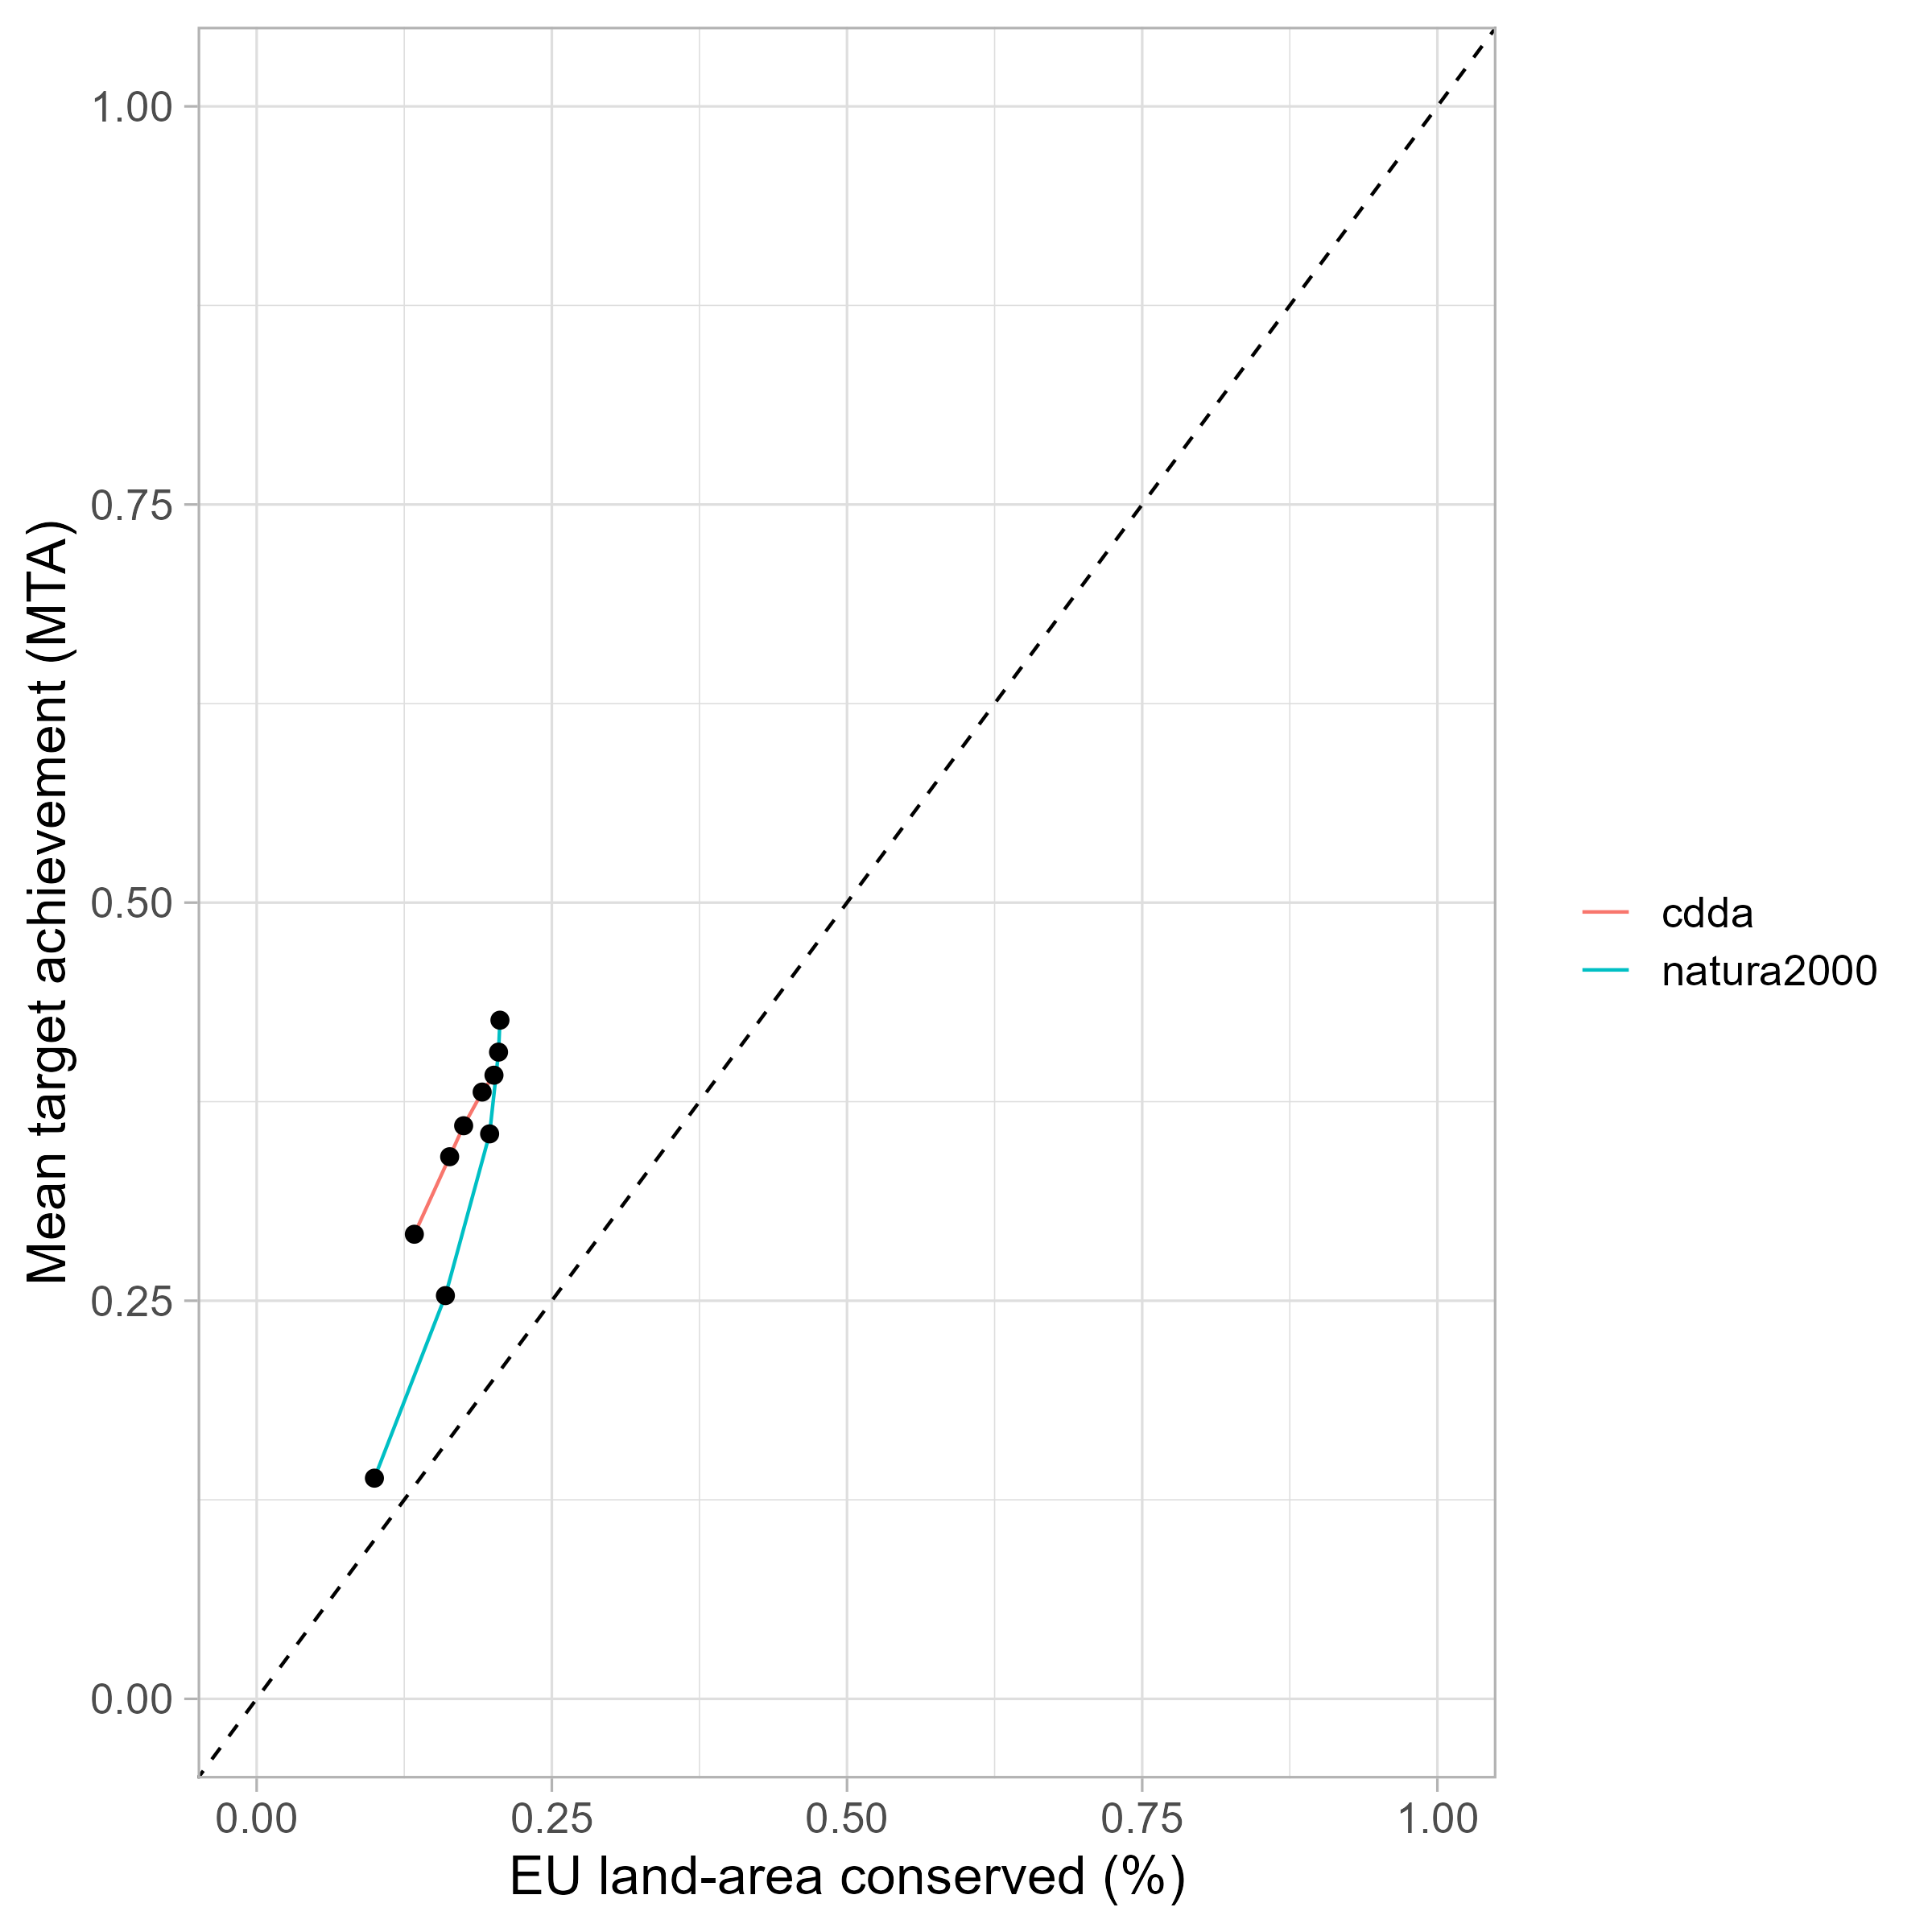 Mean target achievement (MTA)
1.00
0.75
0.50
0.25
0.00
0.00 0.25 0.50 0.75 1.00
EU land-area conserved (%)
cdda
natura2000